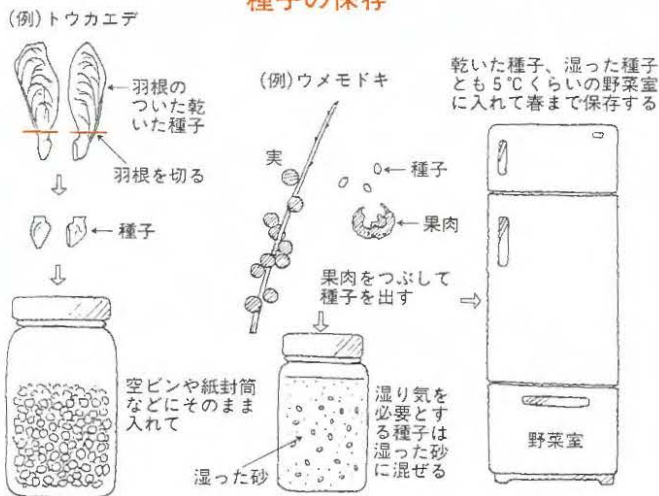 種子の保存
(例)トウカエデ
羽根の
ついた乾
いた種子
羽根を切る
種子
空ビンや紙封筒
などにそのまま
入れて
(例)ウメモドキ
実
種子
果肉
果肉をつぶして
種子を出す
湿り気を
必要とす
る種子は
湿った砂
に混ぜる
湿った砂
乾いた種子、湿った種子
とも5℃くらいの野菜室
に入れて春まで保存する
野菜室